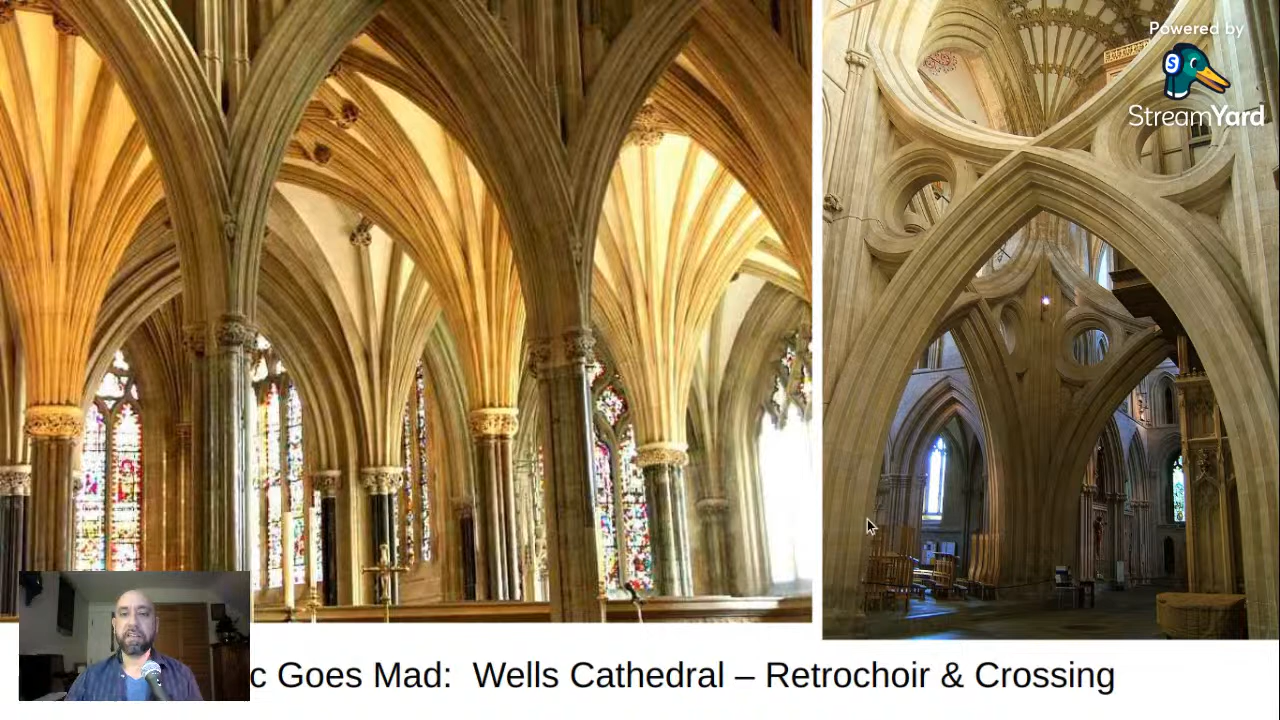 Powered by
S
StreamYard
c Goes Mad: Wells Cathedral – Retrochoir & Crossing